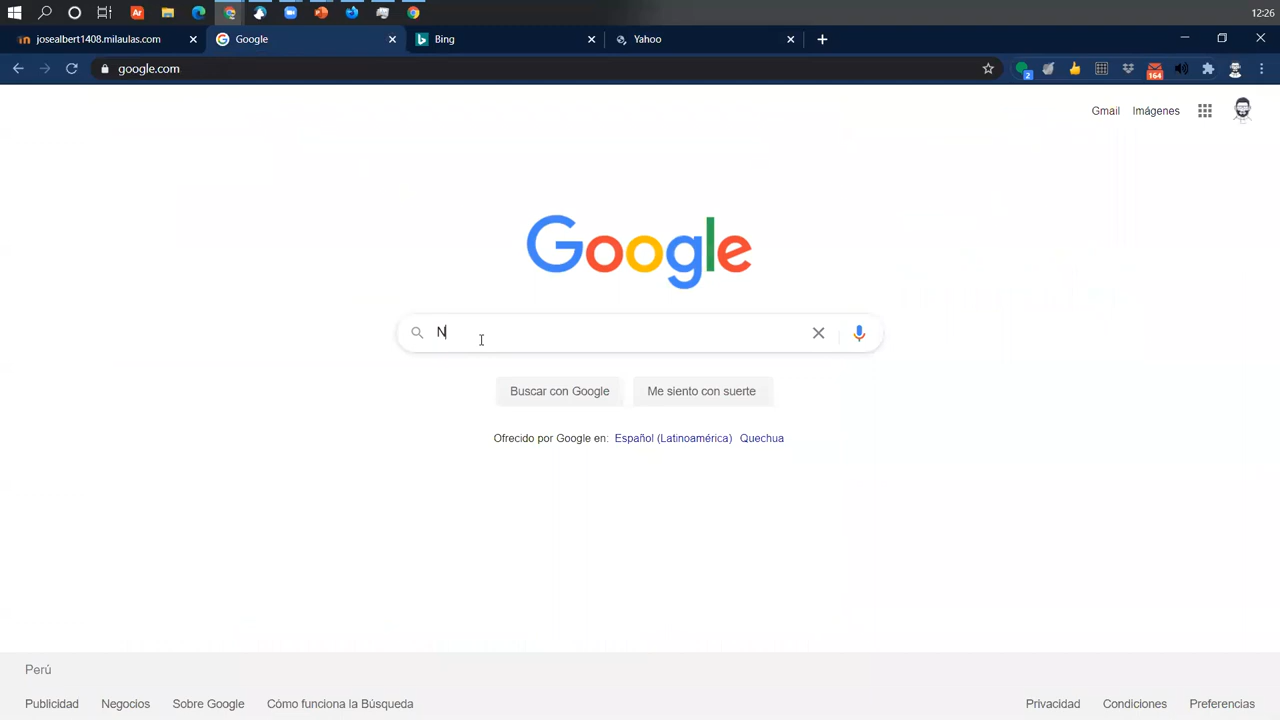 12:26
josealbert1408.milaulas.com
Google
Bing
Yahoo
google.com
2
164
Gmail Imágenes
Google
N
Buscar con Google Me siento con suerte
Ofrecido por Google en: Español (Latinoamérica) Quechua
Perú
Publicidad Negocios Sobre Google Cómo funciona la Búsqueda Privacidad Condiciones Preferencias